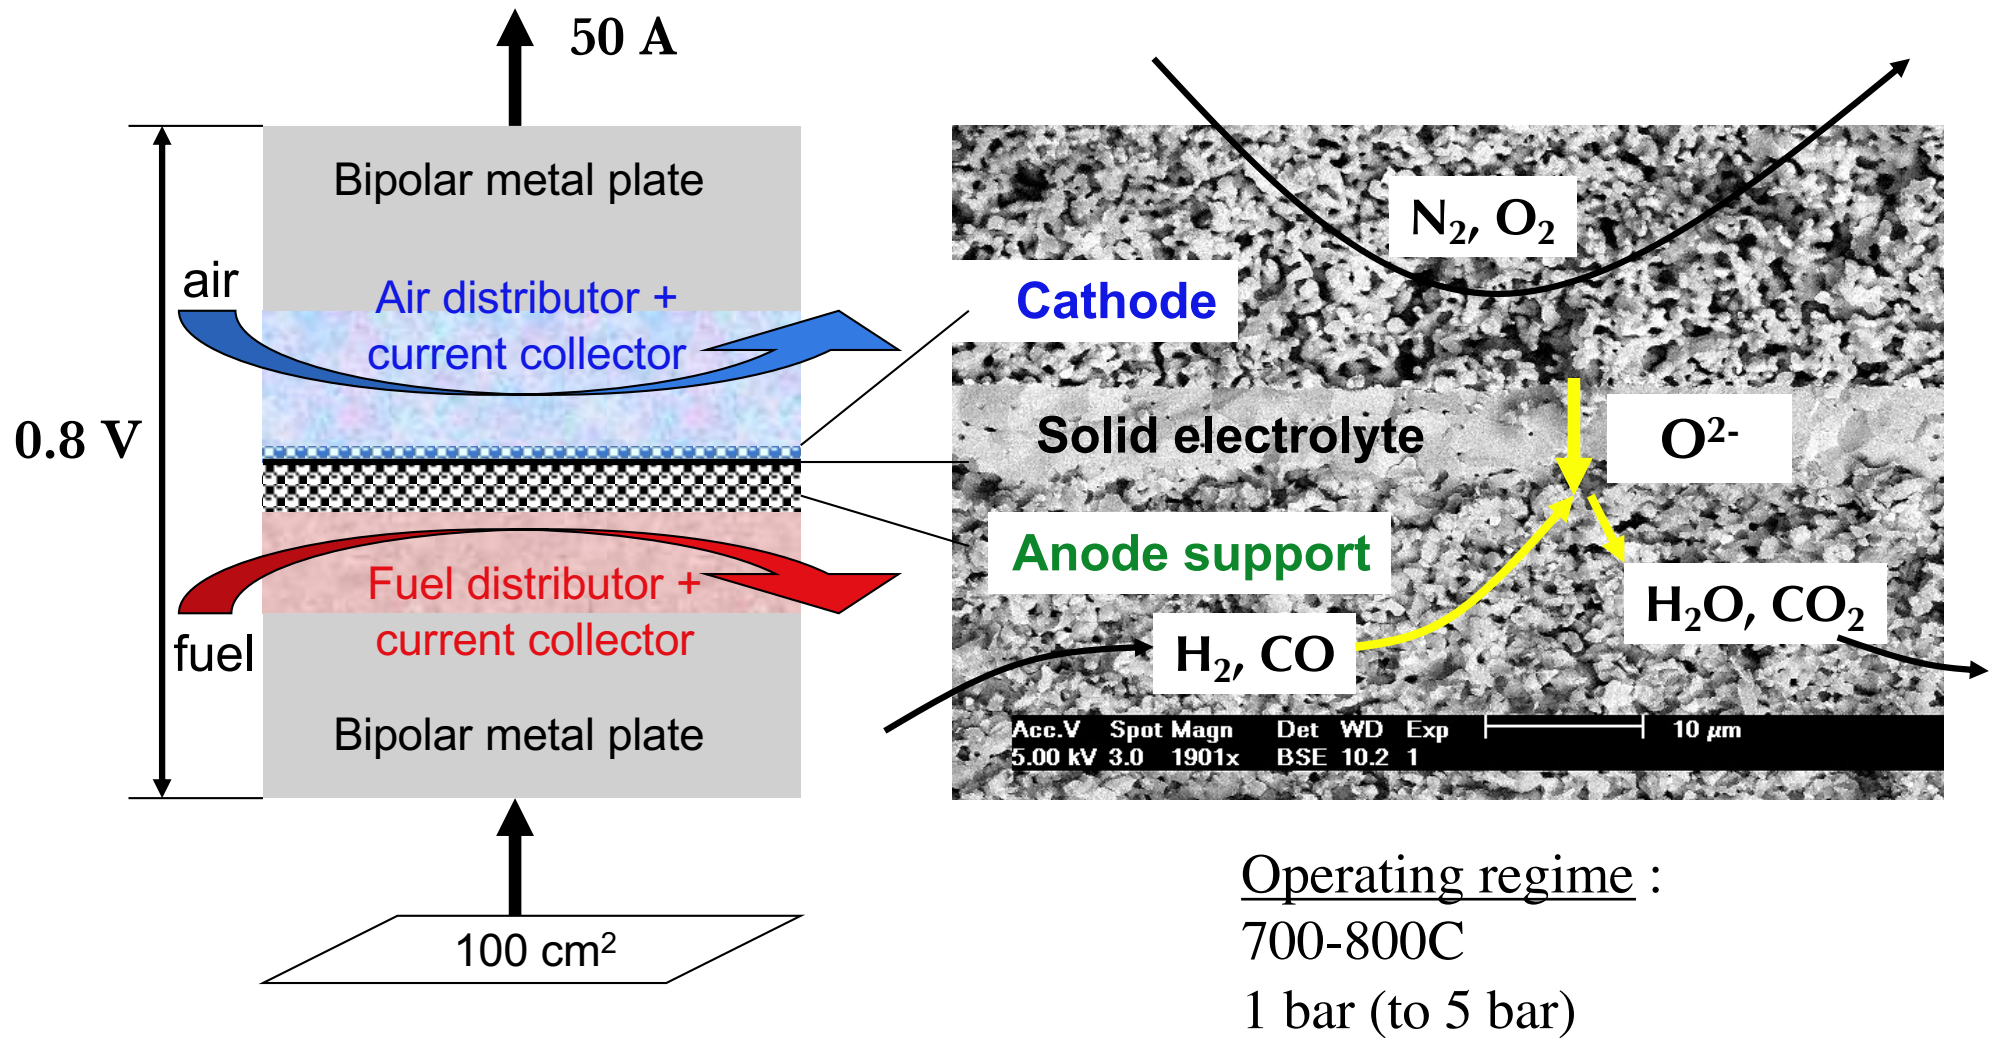 50 A
Bipolar metal plate
air
Air distributor +
current collector
0.8 V
Fuel distributor +
current collector
fuel
Bipolar metal plate
100 cm²
N₂, O₂
Cathode
Solid electrolyte
O²⁻
Anode support
H₂O, CO₂
H₂, CO
Acc.V Spot Magn Det WD Exp 10 µm
5.00 kV 3.0 1901x BSE 10.2 1
Operating regime :
700-800C
1 bar (to 5 bar)